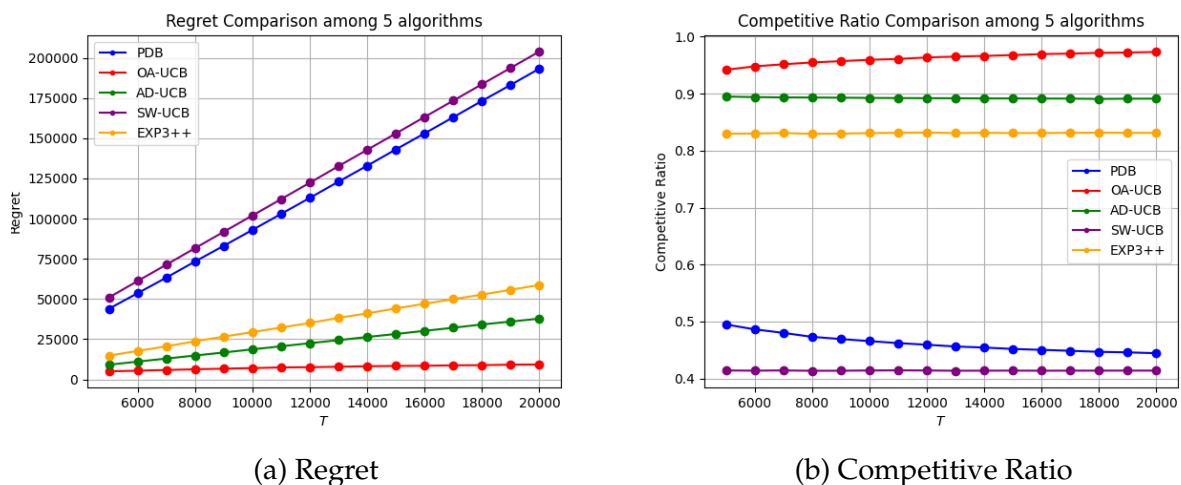 Regret Comparison among 5 algorithms
PDB
OA-UCB
AD-UCB
SW-UCB
EXP3++
200000
175000
150000
125000
100000
75000
50000
25000
0
Regret
6000 8000 10000 12000 14000 16000 18000 20000
T
(a) Regret
Competitive Ratio Comparison among 5 algorithms
1.0
0.9
0.8
0.7
0.6
0.5
0.4
Competitive Ratio
PDB
OA-UCB
AD-UCB
SW-UCB
EXP3++
6000 8000 10000 12000 14000 16000 18000 20000
T
(b) Competitive Ratio